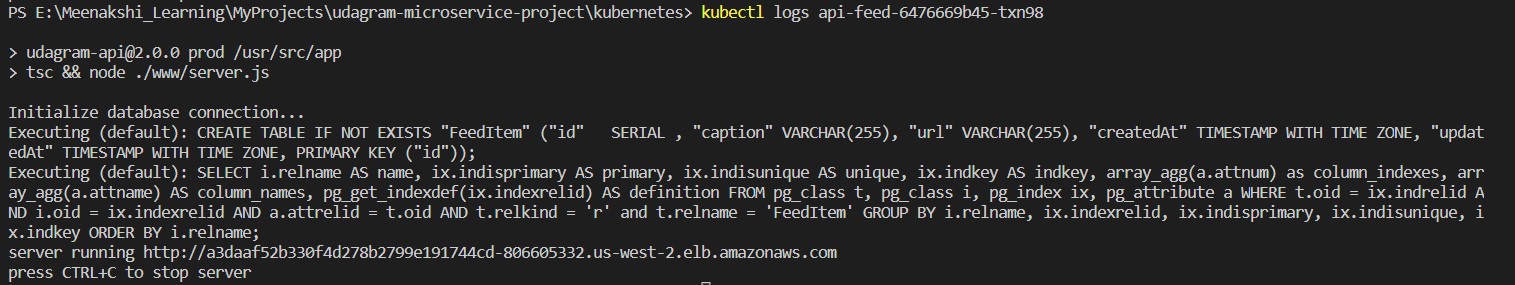 PS E:\Meenakshi_Learning\MyProjects\udagram-microservice-project\kubernetes> kubectl logs api-feed-6476669b45-txn98
> udagram-api@2.0.0 prod /usr/src/app
> tsc && node ./www/server.js
Initialize database connection...
Executing (default): CREATE TABLE IF NOT EXISTS "FeedItem" ("id"   SERIAL , "caption" VARCHAR(255), "url" VARCHAR(255), "createdAt" TIMESTAMP WITH TIME ZONE, "updat
edAt" TIMESTAMP WITH TIME ZONE, PRIMARY KEY ("id"));
Executing (default): SELECT i.relname AS name, ix.indisprimary AS primary, ix.indisunique AS unique, ix.indkey AS indkey, array_agg(a.attnum) as column_indexes, arr
ay_agg(a.attname) AS column_names, pg_get_indexdef(ix.indexrelid) AS definition FROM pg_class t, pg_class i, pg_index ix, pg_attribute a WHERE t.oid = ix.indrelid A
ND i.oid = ix.indexrelid AND a.attrelid = t.oid AND t.relkind = 'r' and t.relname = 'FeedItem' GROUP BY i.relname, ix.indexrelid, ix.indisprimary, ix.indisunique, i
x.indkey ORDER BY i.relname;
server running http://a3daaf52b330f4d278b2799e191744cd-806605332.us-west-2.elb.amazonaws.com
press CTRL+C to stop server